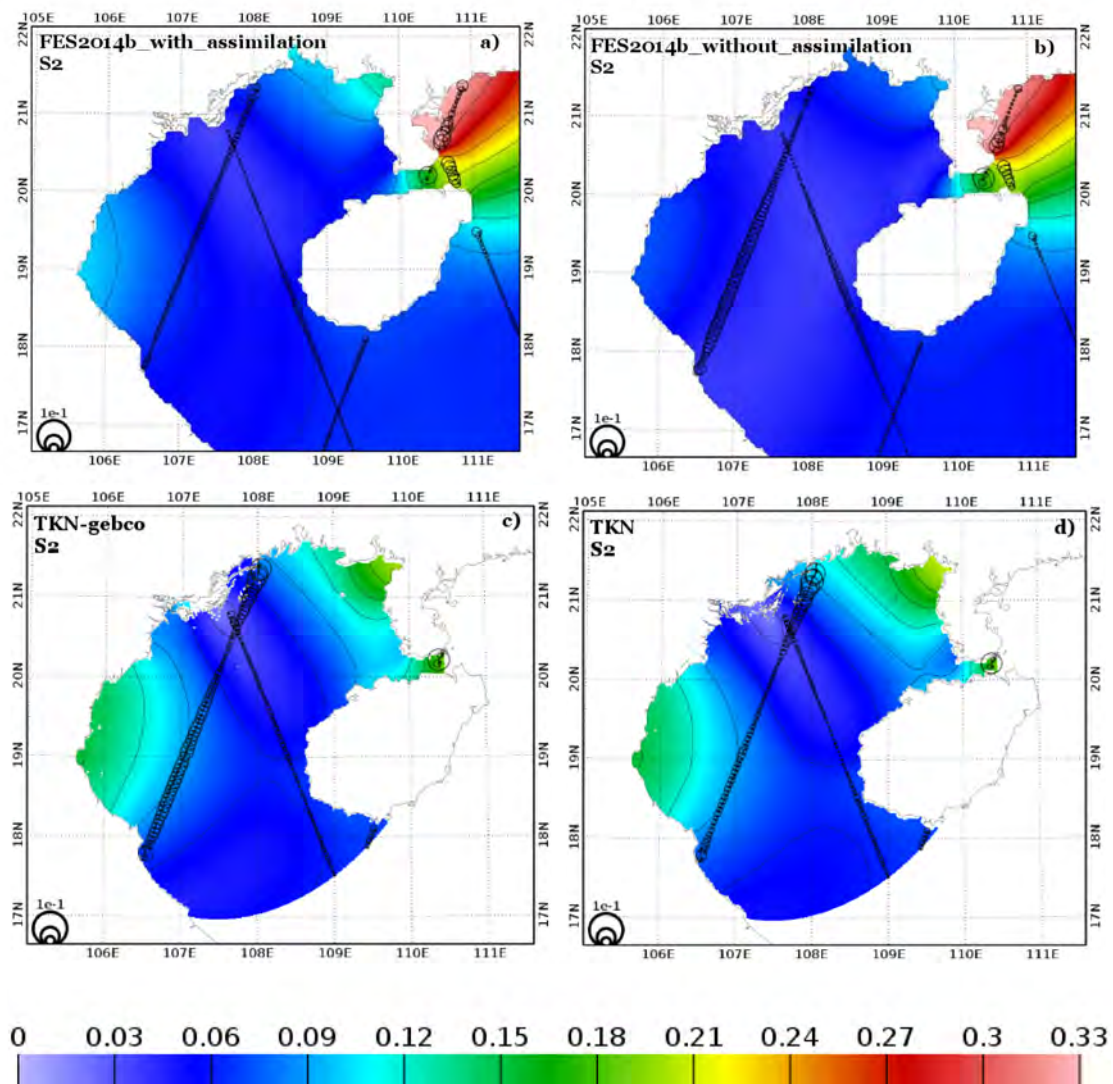 105E 106E 107E 108E 109E 110E 111E
22N 21N 20N 19N 18N 17N
FES2014b_with_assimilation a)
S2
1e-1
106E 107E 108E 109E 110E 111E
105E 106E 107E 108E 109E 110E 111E
FES2014b_without_assimilation b)
S2
22N 21N 20N 19N 18N 17N
1e-1
106E 107E 108E 109E 110E 111E
105E 106E 107E 108E 109E 110E 111E
22N 21N 20N 19N 18N 17N
TKN-gebco c)
S2
1e-1
106E 107E 108E 109E 110E 111E
105E 106E 107E 108E 109E 110E 111E
TKN d)
S2
22N 21N 20N 19N 18N 17N
1e-1
106E 107E 108E 109E 110E 111E
0 0.03 0.06 0.09 0.12 0.15 0.18 0.21 0.24 0.27 0.3 0.33